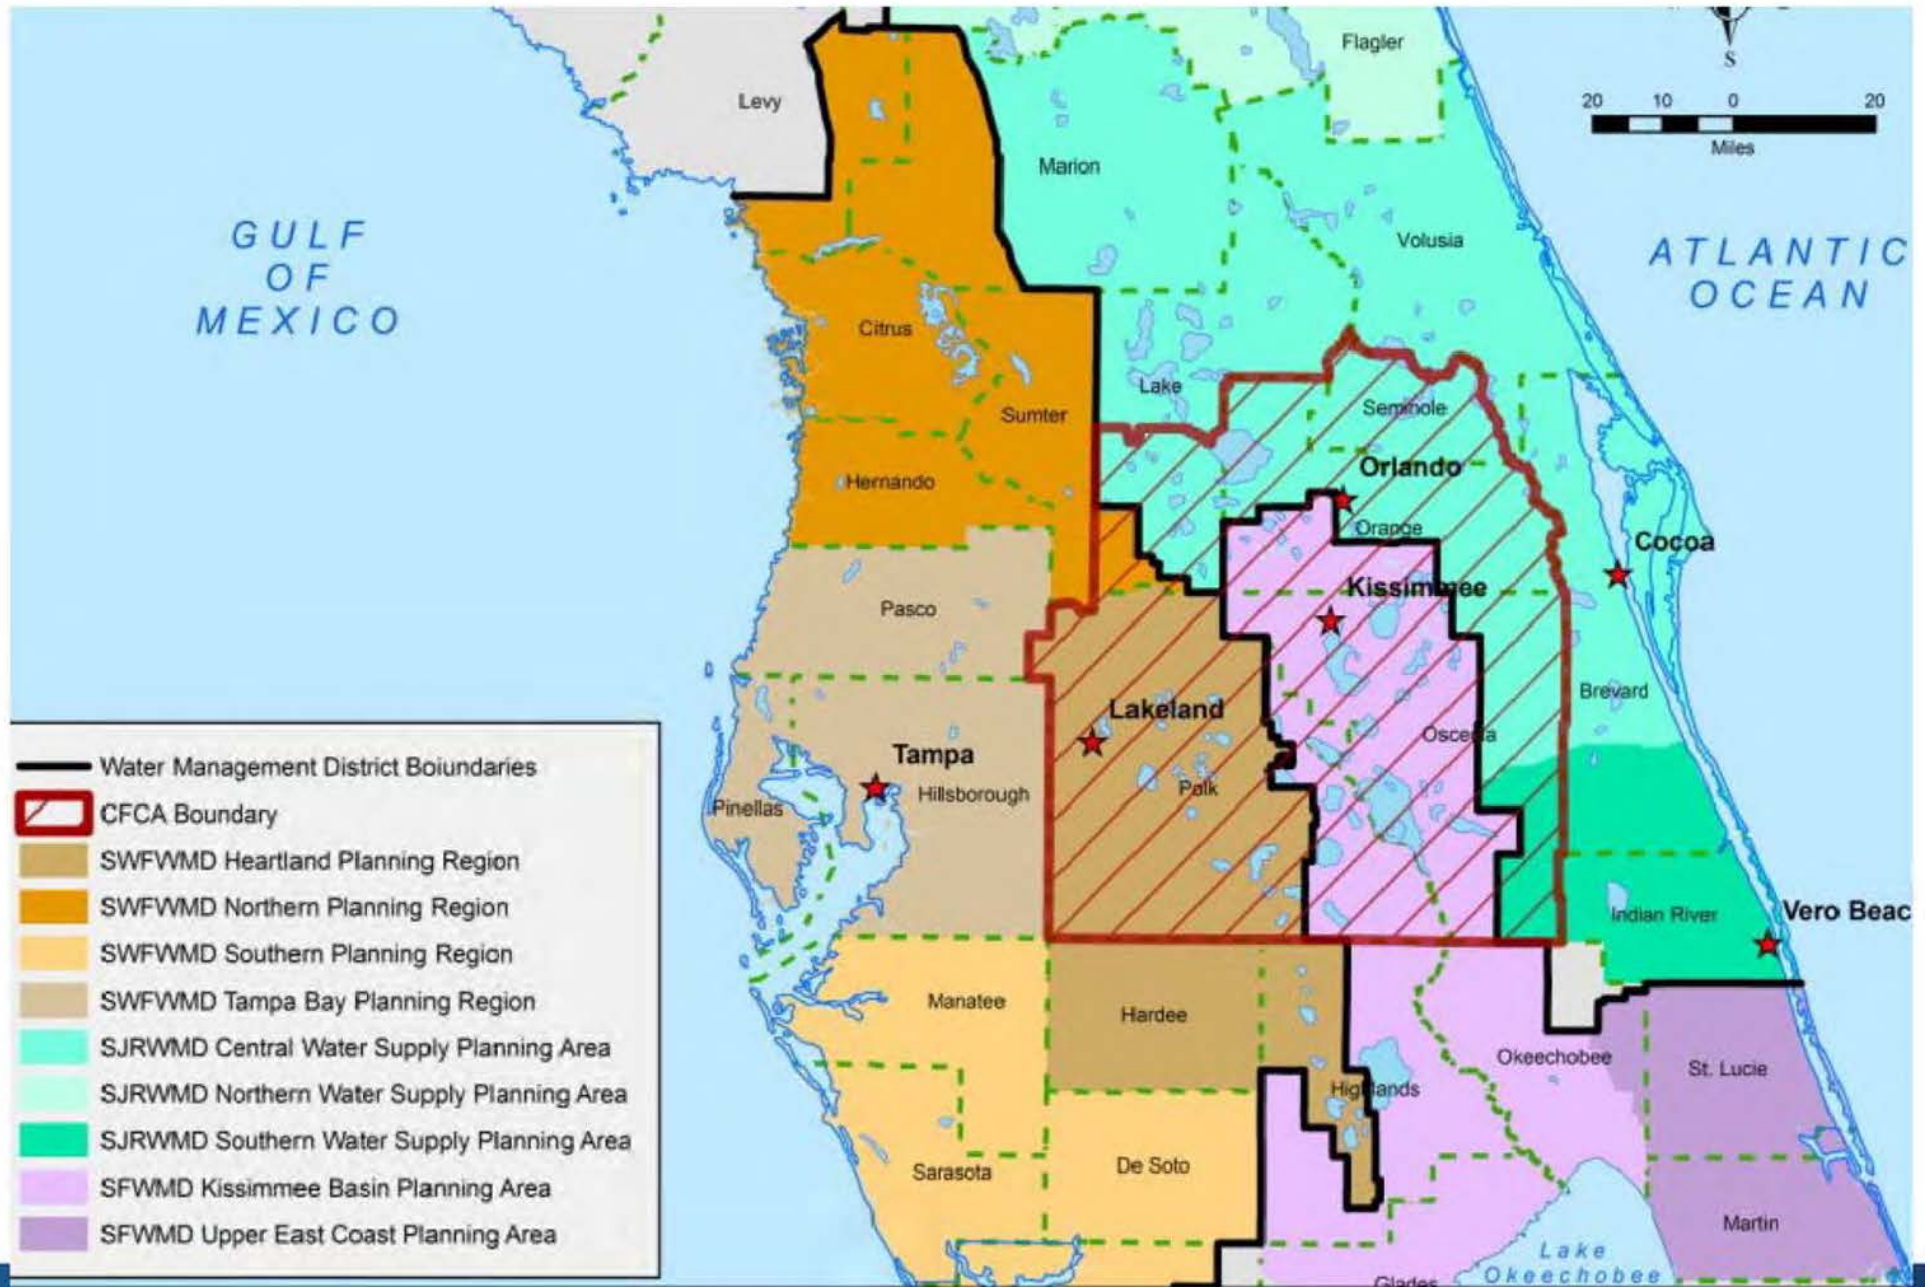 Flagler
S
20 10 0 20
Miles
Levy
Marion
GULF
OF
MEXICO
Volusia
ATLANTIC
OCEAN
Citrus
Lake
Sumter
Seminole
Orlando
Hernando
Orange
Cocoa
Kissimmee
Pasco
Brevard
Lakeland
Osceola
Tampa
Polk
Hillsborough
Pinellas
Indian River
Vero Beac
Manatee
Hardee
Okeechobee
St. Lucie
Highlands
De Soto
Sarasota
Martin
Lake
Okeechobee
Glades
Water Management District Boiundaries
CFCA Boundary
SWFWMD Heartland Planning Region
SWFWMD Northern Planning Region
SWFWMD Southern Planning Region
SWFWMD Tampa Bay Planning Region
SJRWMD Central Water Supply Planning Area
SJRWMD Northern Water Supply Planning Area
SJRWMD Southern Water Supply Planning Area
SFWMD Kissimmee Basin Planning Area
SFWMD Upper East Coast Planning Area